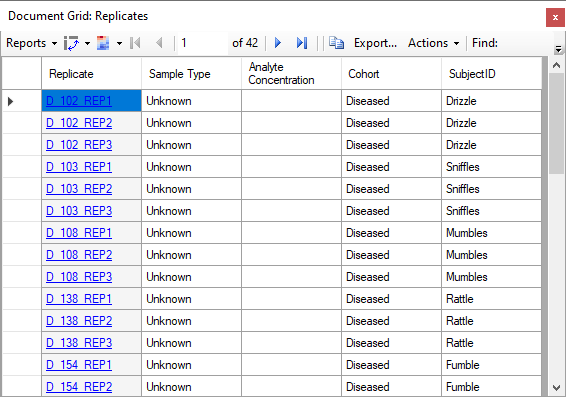 Document Grid: Replicates x
Reports 1 of 42 Export... Actions Find:
Replicate Sample Type Analyte Concentration Cohort SubjectID
D_102_REP1 Unknown Diseased Drizzle
D_102_REP2 Unknown Diseased Drizzle
D_102_REP3 Unknown Diseased Drizzle
D_103_REP1 Unknown Diseased Sniffles
D_103_REP2 Unknown Diseased Sniffles
D_103_REP3 Unknown Diseased Sniffles
D_108_REP1 Unknown Diseased Mumbles
D_108_REP2 Unknown Diseased Mumbles
D_108_REP3 Unknown Diseased Mumbles
D_138_REP1 Unknown Diseased Rattle
D_138_REP2 Unknown Diseased Rattle
D_138_REP3 Unknown Diseased Rattle
D_154_REP1 Unknown Diseased Fumble
D_154_REP2 Unknown Diseased Fumble